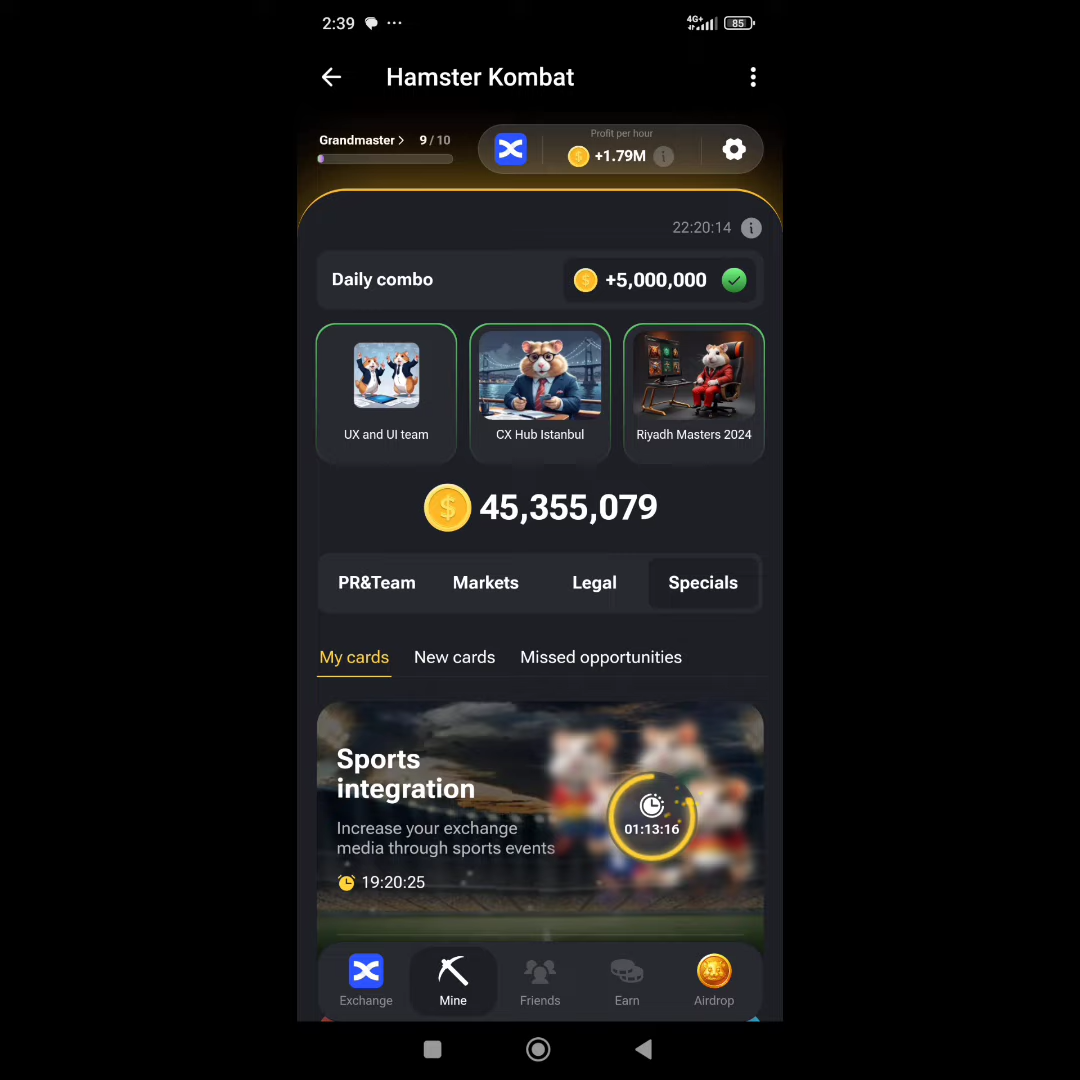 2:39 ... 4G+ 85
Hamster Kombat
Grandmaster > 9 / 10
Profit per hour
+1.79M
22:20:14
Daily combo +5,000,000
UX and UI team CX Hub Istanbul Riyadh Masters 2024
45,355,079
PR&Team Markets Legal Specials
My cards New cards Missed opportunities
Sports
integration
01:13:16
Increase your exchange
media through sports events
19:20:25
Exchange Mine Friends Earn Airdrop